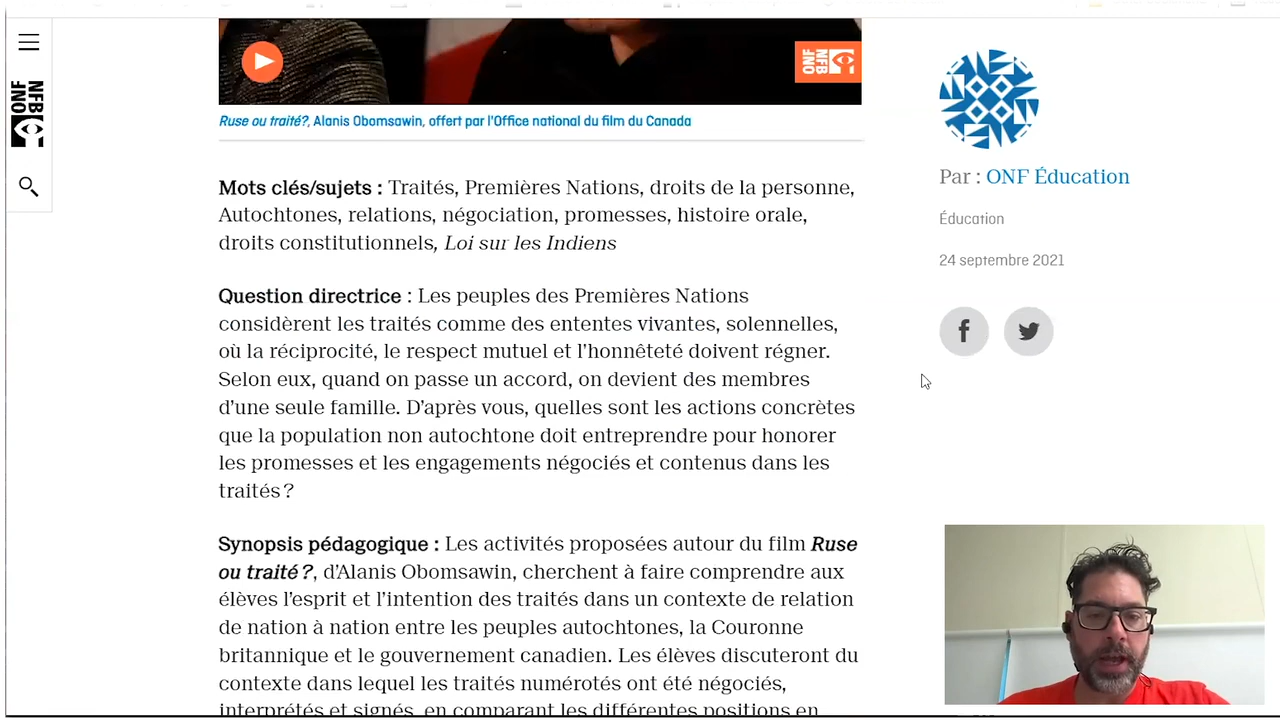 ONF
NFB
ONF
NFB
Ruse ou traité?, Alanis Obomsawin, offert par l'Office national du film du Canada
Mots clés/sujets : Traités, Premières Nations, droits de la personne,
Autochtones, relations, négociation, promesses, histoire orale,
droits constitutionnels, Loi sur les Indiens
Question directrice : Les peuples des Premières Nations
considèrent les traités comme des ententes vivantes, solennelles,
où la réciprocité, le respect mutuel et l’honnêteté doivent régner.
Selon eux, quand on passe un accord, on devient des membres
d’une seule famille. D’après vous, quelles sont les actions concrètes
que la population non autochtone doit entreprendre pour honorer
les promesses et les engagements négociés et contenus dans les
traités ?
Synopsis pédagogique : Les activités proposées autour du film Ruse
ou traité ?, d’Alanis Obomsawin, cherchent à faire comprendre aux
élèves l’esprit et l’intention des traités dans un contexte de relation
de nation à nation entre les peuples autochtones, la Couronne
britannique et le gouvernement canadien. Les élèves discuteront du
contexte dans lequel les traités numérotés ont été négociés,
interprétés et signés, en comparant les différentes positions en
Par : ONF Éducation
Éducation
24 septembre 2021